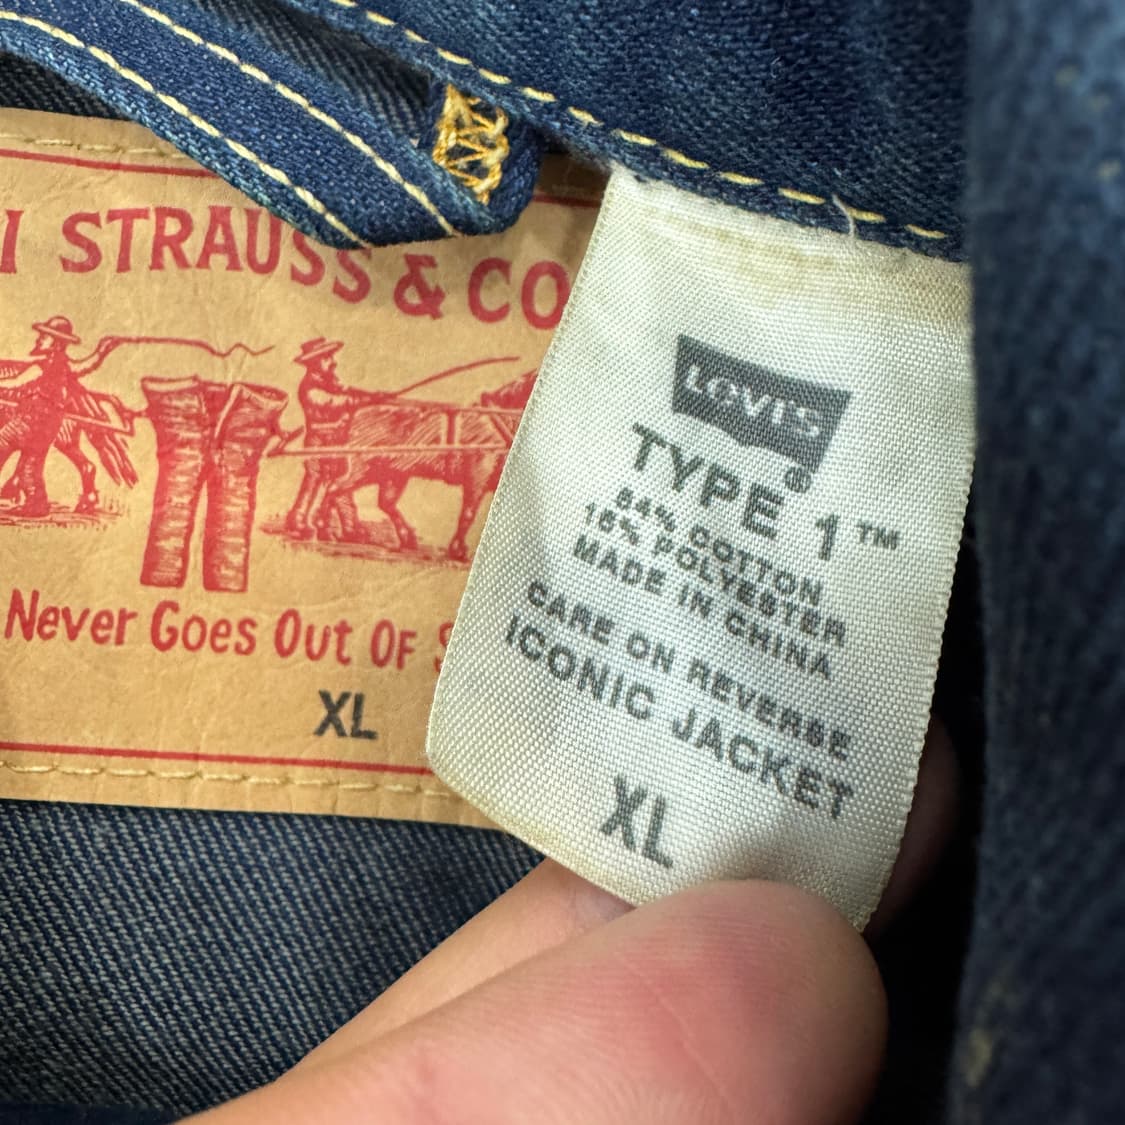 I STRAUSS & CO
Never Goes Out Of S
XL
LOVI'S
TYPE 1™
84% COTTON
16% POLYESTER
MADE IN CHINA
CARE ON REVERSE
ICONIC JACKET
XL